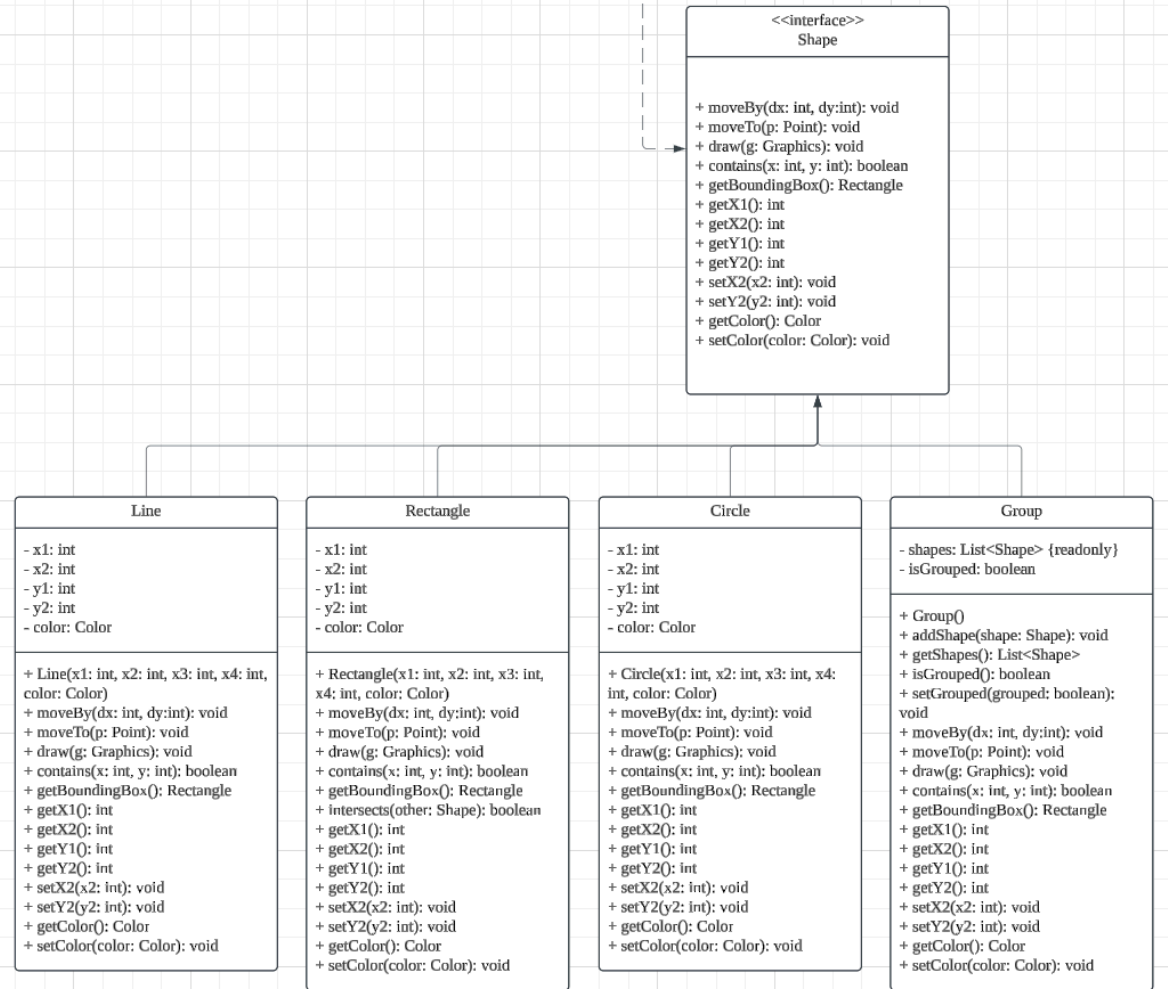 <<interface>>
Shape
+ moveBy(dx: int, dy:int): void
+ moveTo(p: Point): void
+ draw(g: Graphics): void
+ contains(x: int, y: int): boolean
+ getBoundingBox(): Rectangle
+ getX1(): int
+ getX2(): int
+ getY1(): int
+ getY2(): int
+ setX2(x2: int): void
+ setY2(y2: int): void
+ getColor(): Color
+ setColor(color: Color): void
Line
- x1: int
- x2: int
- y1: int
- y2: int
- color: Color
+ Line(x1: int, x2: int, x3: int, x4: int,
color: Color)
+ moveBy(dx: int, dy:int): void
+ moveTo(p: Point): void
+ draw(g: Graphics): void
+ contains(x: int, y: int): boolean
+ getBoundingBox(): Rectangle
+ getX1(): int
+ getX2(): int
+ getY1(): int
+ getY2(): int
+ setX2(x2: int): void
+ setY2(y2: int): void
+ getColor(): Color
+ setColor(color: Color): void
Rectangle
- x1: int
- x2: int
- y1: int
- y2: int
- color: Color
+ Rectangle(x1: int, x2: int, x3: int,
x4: int, color: Color)
+ moveBy(dx: int, dy:int): void
+ moveTo(p: Point): void
+ draw(g: Graphics): void
+ contains(x: int, y: int): boolean
+ getBoundingBox(): Rectangle
+ intersects(other: Shape): boolean
+ getX1(): int
+ getX2(): int
+ getY1(): int
+ getY2(): int
+ setX2(x2: int): void
+ setY2(y2: int): void
+ getColor(): Color
+ setColor(color: Color): void
Circle
- x1: int
- x2: int
- y1: int
- y2: int
- color: Color
+ Circle(x1: int, x2: int, x3: int, x4:
int, color: Color)
+ moveBy(dx: int, dy:int): void
+ moveTo(p: Point): void
+ draw(g: Graphics): void
+ contains(x: int, y: int): boolean
+ getBoundingBox(): Rectangle
+ getX1(): int
+ getX2(): int
+ getY1(): int
+ getY2(): int
+ setX2(x2: int): void
+ setY2(y2: int): void
+ getColor(): Color
+ setColor(color: Color): void
Group
- shapes: List<Shape> {readonly}
- isGrouped: boolean
+ Group()
+ addShape(shape: Shape): void
+ getShapes(): List<Shape>
+ isGrouped(): boolean
+ setGrouped(grouped: boolean):
void
+ moveBy(dx: int, dy:int): void
+ moveTo(p: Point): void
+ draw(g: Graphics): void
+ contains(x: int, y: int): boolean
+ getBoundingBox(): Rectangle
+ getX1(): int
+ getX2(): int
+ getY1(): int
+ getY2(): int
+ setX2(x2: int): void
+ setY2(y2: int): void
+ getColor(): Color
+ setColor(color: Color): void